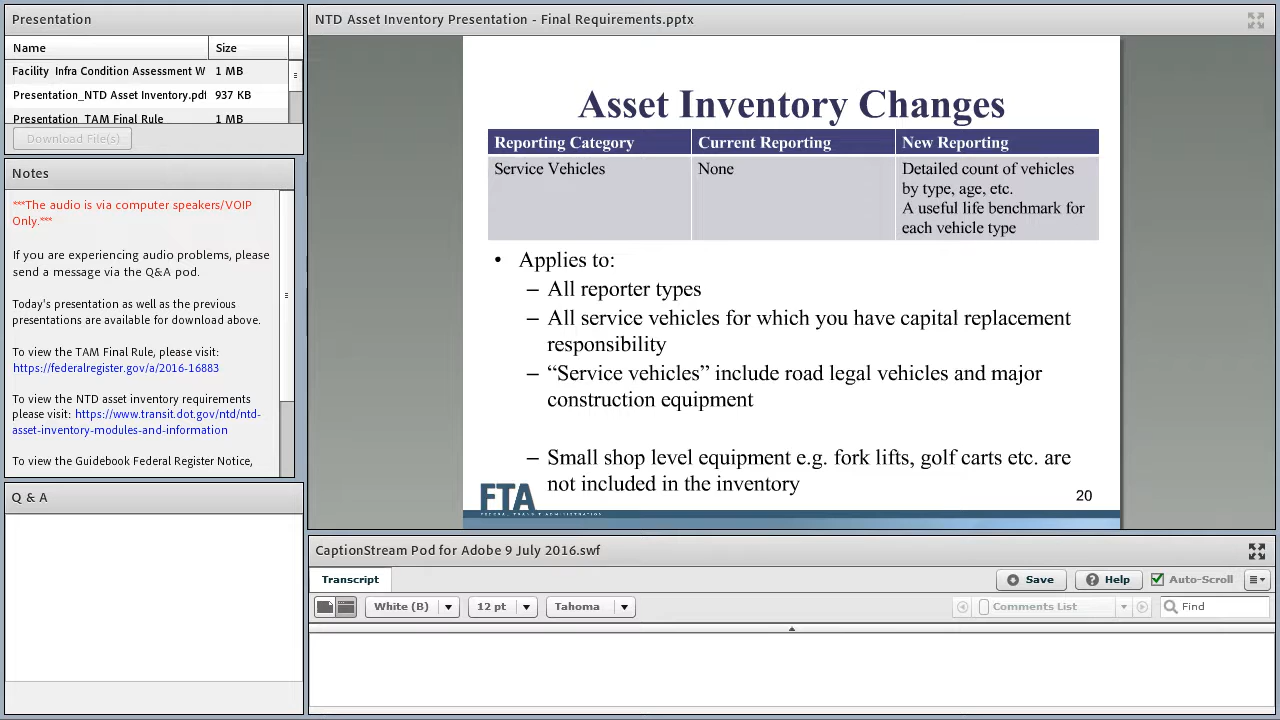 Presentation
Name Size
Facility Infra Condition Assessment W 1 MB
Presentation_NTD Asset Inventory.pdf 937 KB
Presentation_TAM Final Rule 1 MB
Download File(s)
Notes
***The audio is via computer speakers/VOIP
Only.***
If you are experiencing audio problems, please
send a message via the Q&A pod.
Today's presentation as well as the previous
presentations are available for download above.
To view the TAM Final Rule, please visit:
https://federalregister.gov/a/2016-16883
To view the NTD asset inventory requirements
please visit: https://www.transit.dot.gov/ntd/ntd-
asset-inventory-modules-and-information
To view the Guidebook Federal Register Notice,
Q & A
NTD Asset Inventory Presentation - Final Requirements.pptx
Asset Inventory Changes
Reporting Category Current Reporting New Reporting
Service Vehicles None Detailed count of vehicles
by type, age, etc.
A useful life benchmark for
each vehicle type
• Applies to:
– All reporter types
– All service vehicles for which you have capital replacement
responsibility
– “Service vehicles” include road legal vehicles and major
construction equipment
– Small shop level equipment e.g. fork lifts, golf carts etc. are
not included in the inventory
FTA
FEDERAL TRANSIT ADMINISTRATION
20
CaptionStream Pod for Adobe 9 July 2016.swf
Transcript
Save Help Auto-Scroll
White (B) 12 pt Tahoma Comments List Find